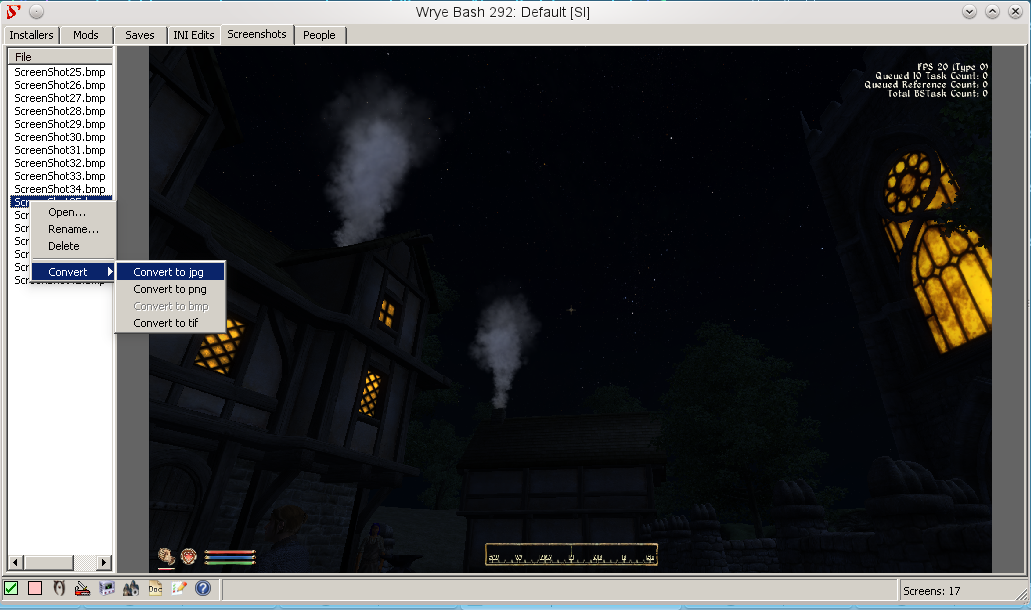 Wrye Bash 292: Default [SI]
Installers Mods Saves INI Edits Screenshots People
File
ScreenShot25.bmp
ScreenShot26.bmp
ScreenShot27.bmp
ScreenShot28.bmp
ScreenShot29.bmp
ScreenShot30.bmp
ScreenShot31.bmp
ScreenShot32.bmp
ScreenShot33.bmp
ScreenShot34.bmp
Open...
Rename...
Delete
Convert
Convert to jpg
Convert to png
Convert to bmp
Convert to tif
FPS 20 (Type 0)
Queued IO Task Count: 0
Queued Reference Count: 0
Total BSTask Count: 0
Doc
Screens: 17